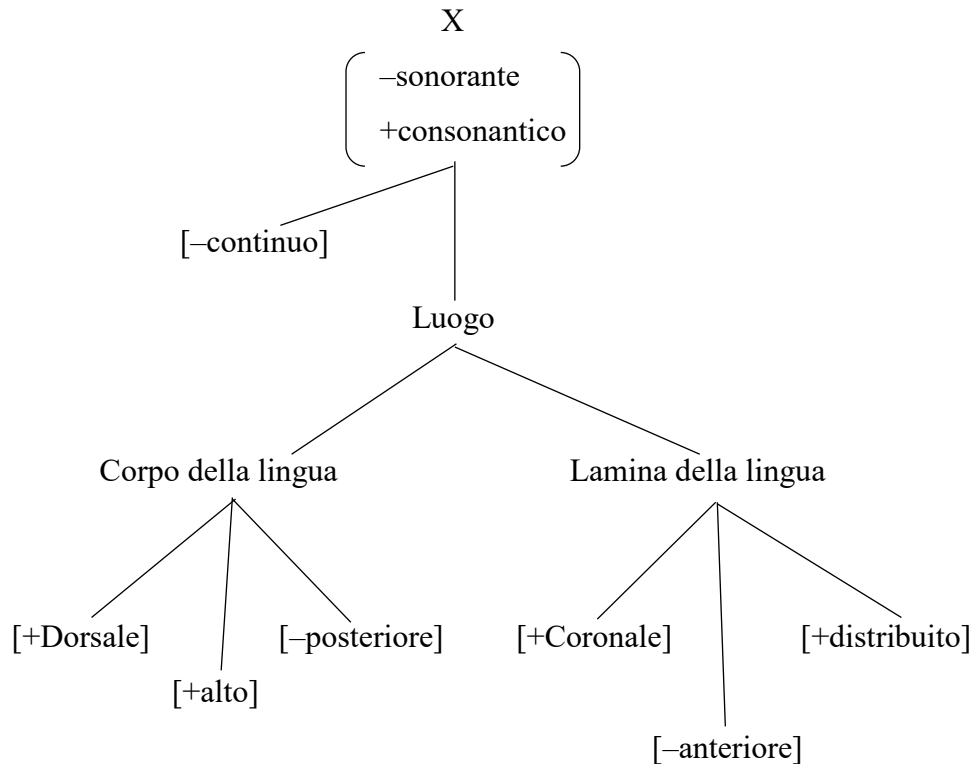 X
–sonorante
+consonantico
[–continuo]
Luogo
Corpo della lingua
Lamina della lingua
[+Dorsale]
[–posteriore]
[+Coronale]
[+distribuito]
[+alto]
[–anteriore]